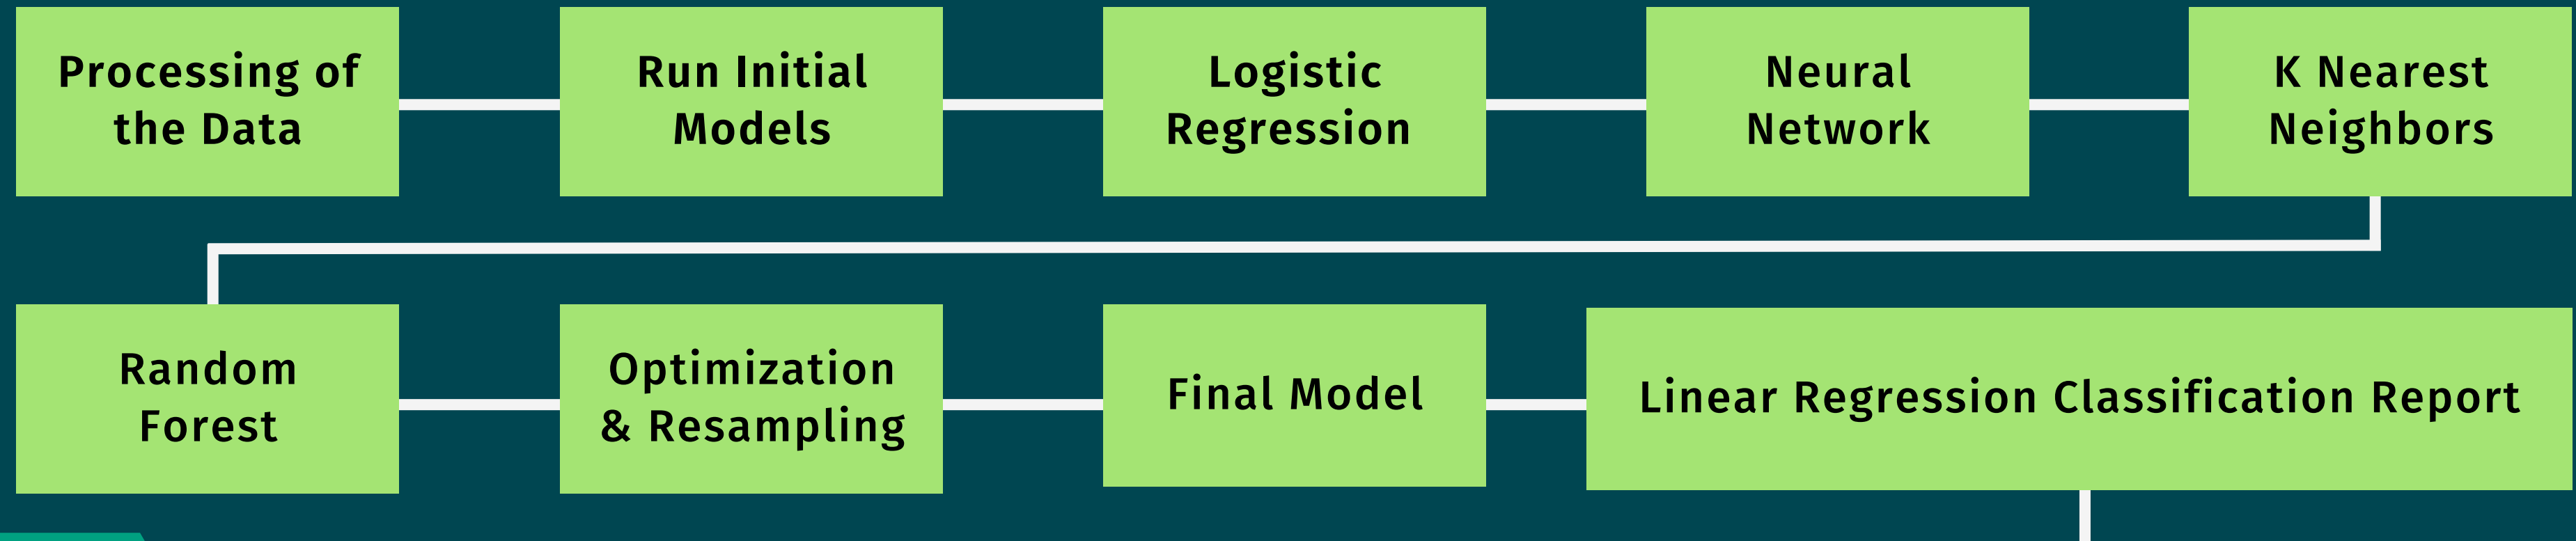 Processing of
the Data
Run Initial
Models
Logistic
Regression
Neural
Network
K Nearest
Neighbors
Random
Forest
Optimization
& Resampling
Final Model
Linear Regression Classification Report